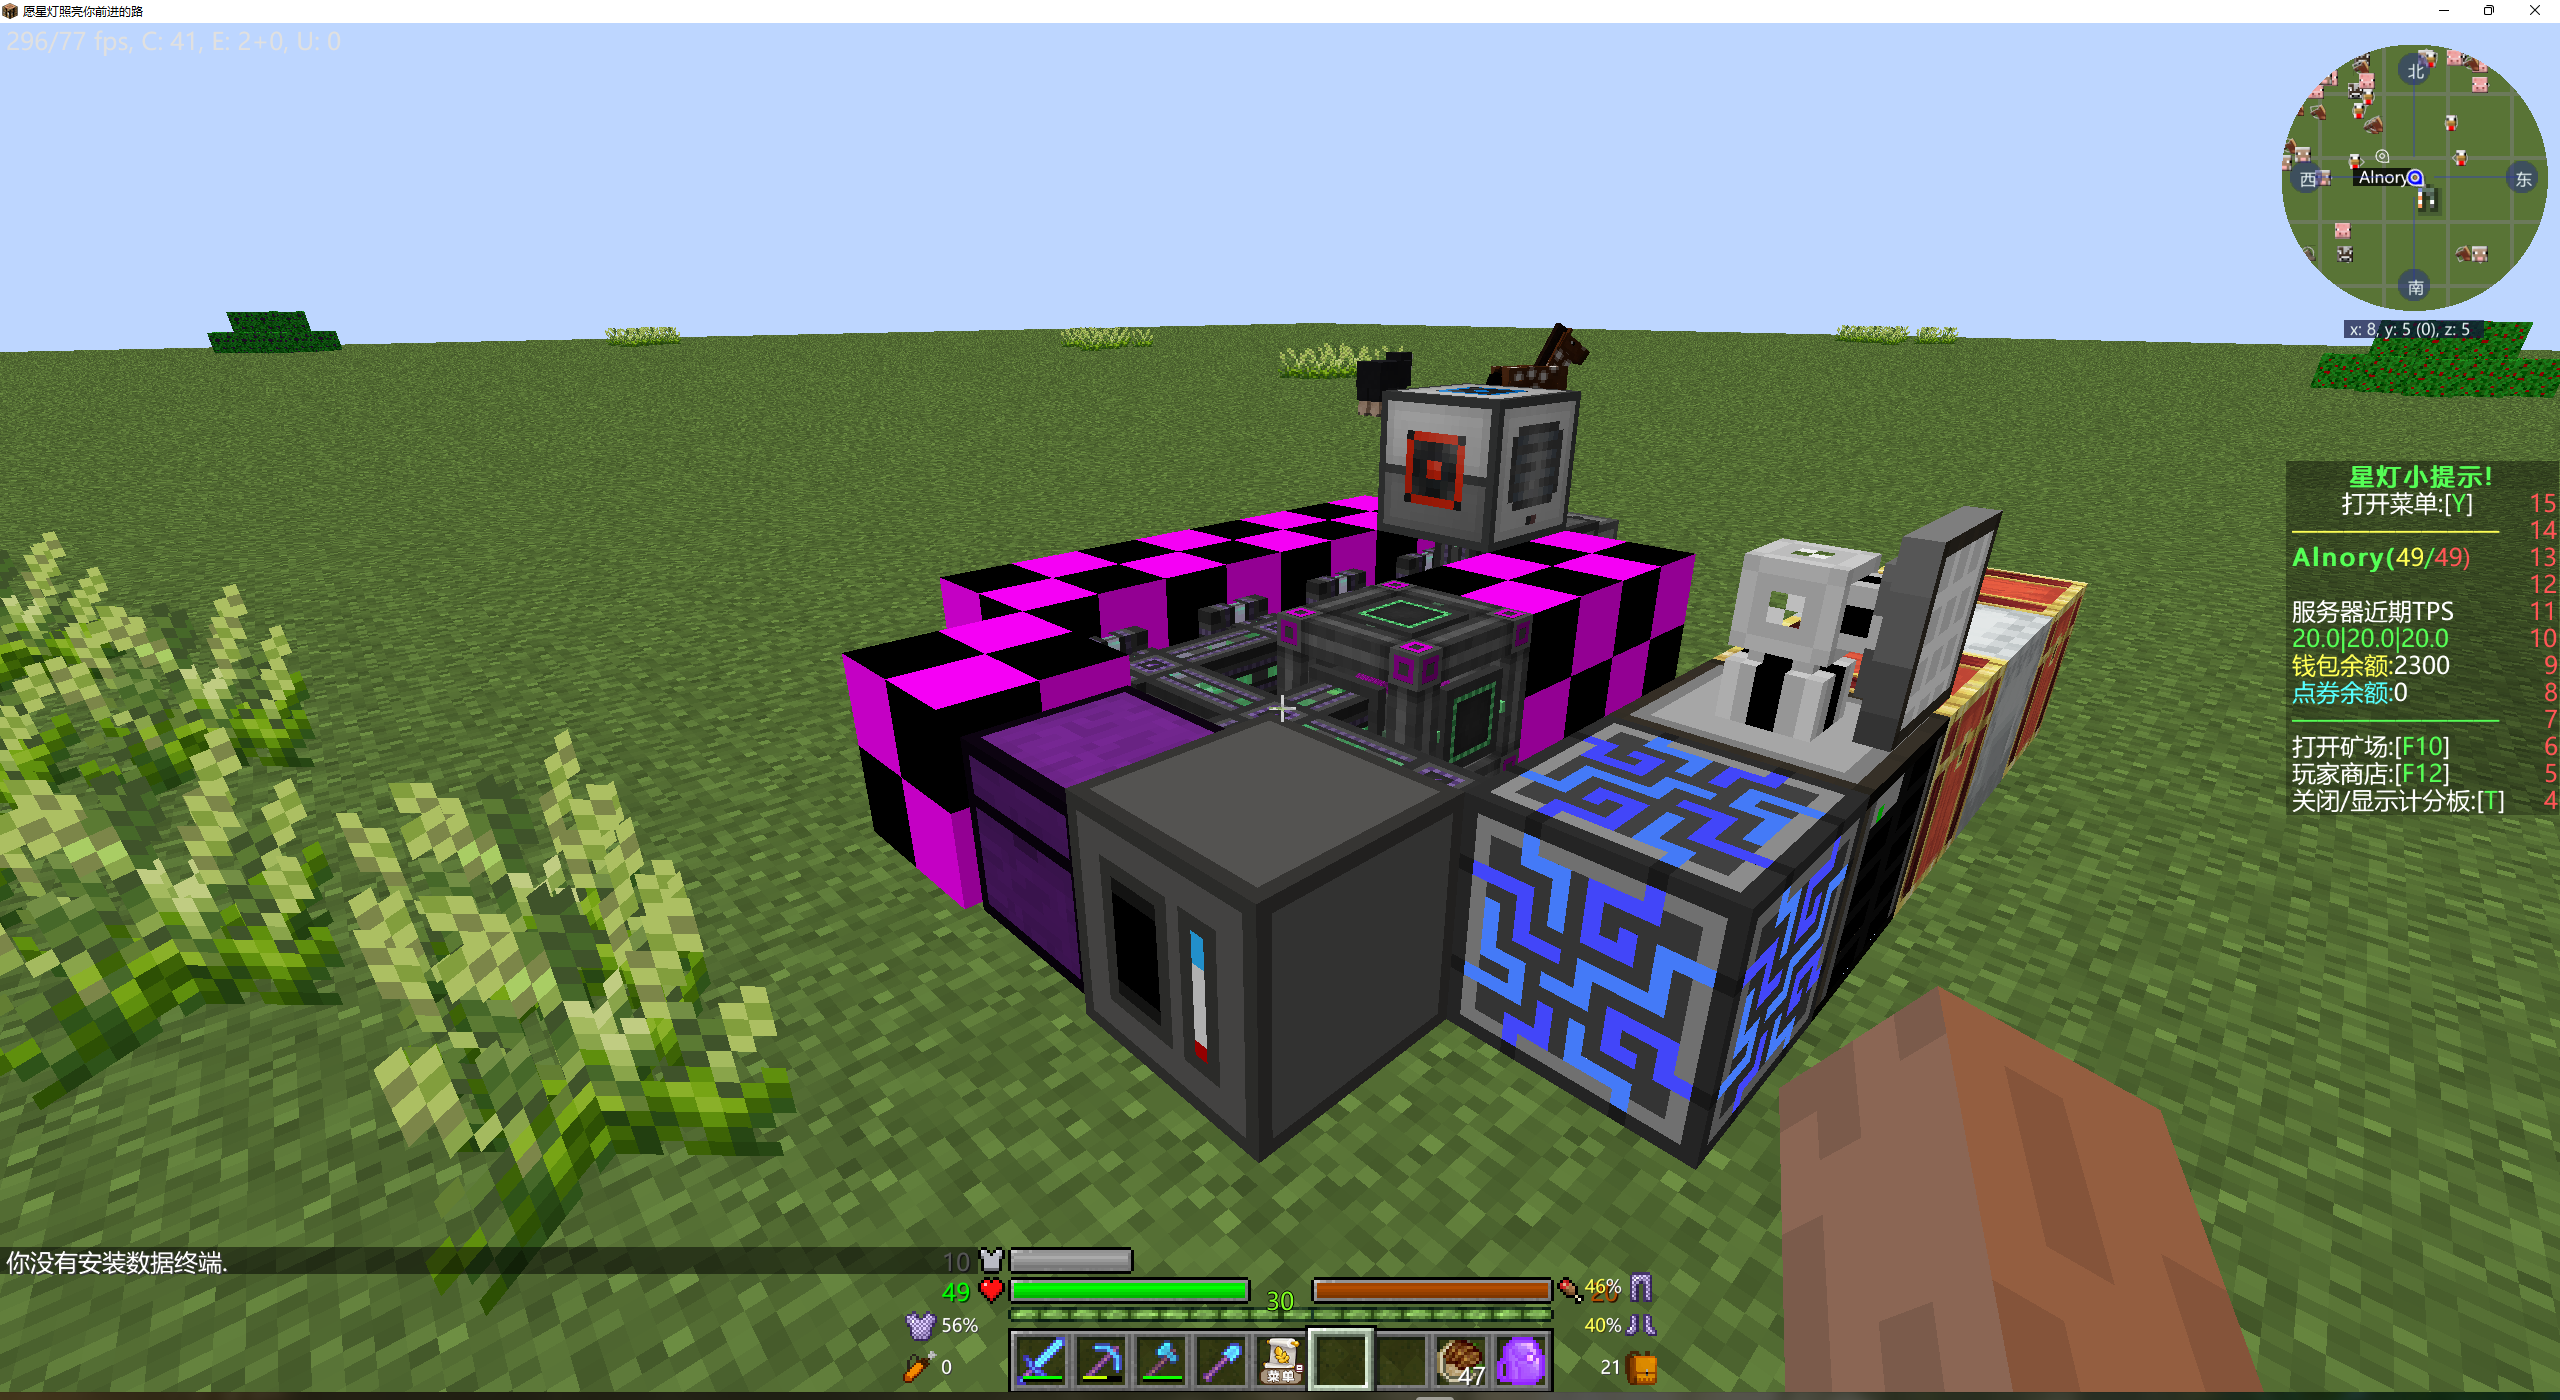 愿星灯照亮你前进的路
296/77 fps, C: 41, E: 2+0, U: 0
北
西
Alnory
东
南
x: 8, y: 5 (0), z: 5
星灯小提示!
打开菜单:[Y] 15
14
Alnory(49/49) 13
12
服务器近期TPS 11
20.0|20.0|20.0 10
钱包余额:2300 9
点券余额:0 8
7
打开矿场:[F10] 6
玩家商店:[F12] 5
关闭/显示计分板:[T] 4
你没有安装数据终端.
10
49
30
46%
20
56%
40%
0
菜单
47
21